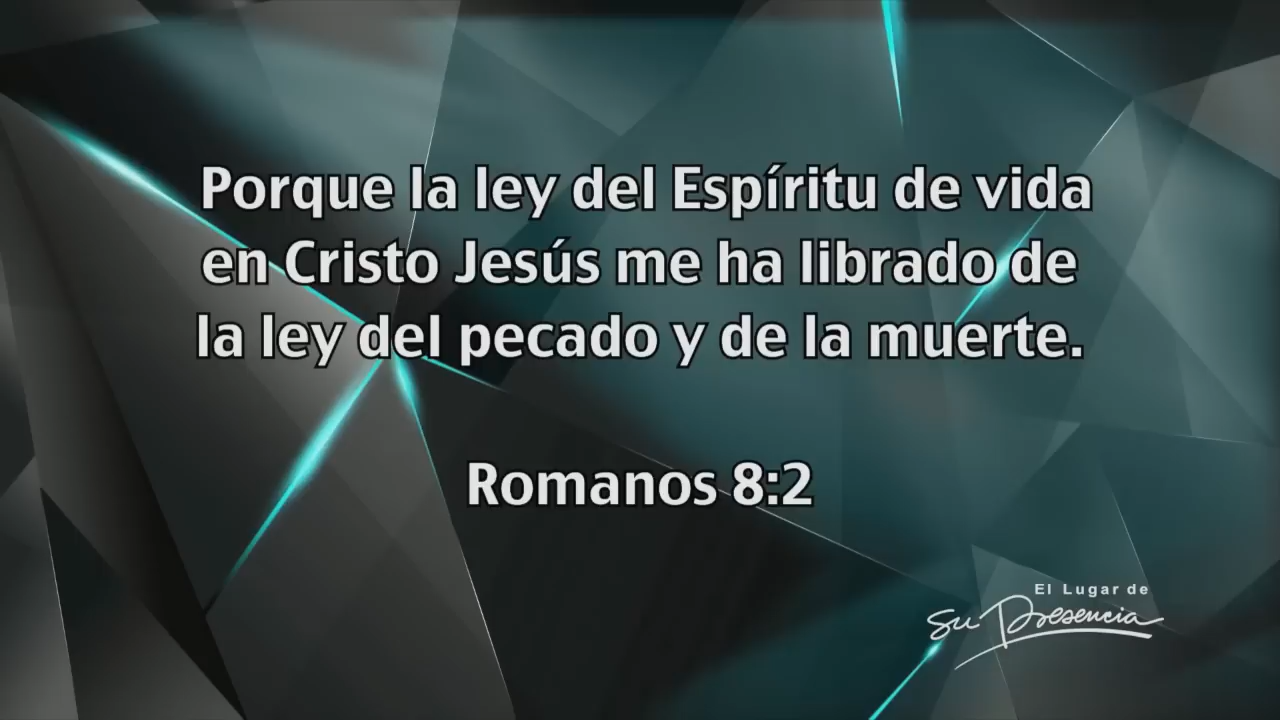 Porque la ley del Espíritu de vida
en Cristo Jesús me ha librado de
la ley del pecado y de la muerte.
Romanos 8:2
El Lugar de
Su Presencia